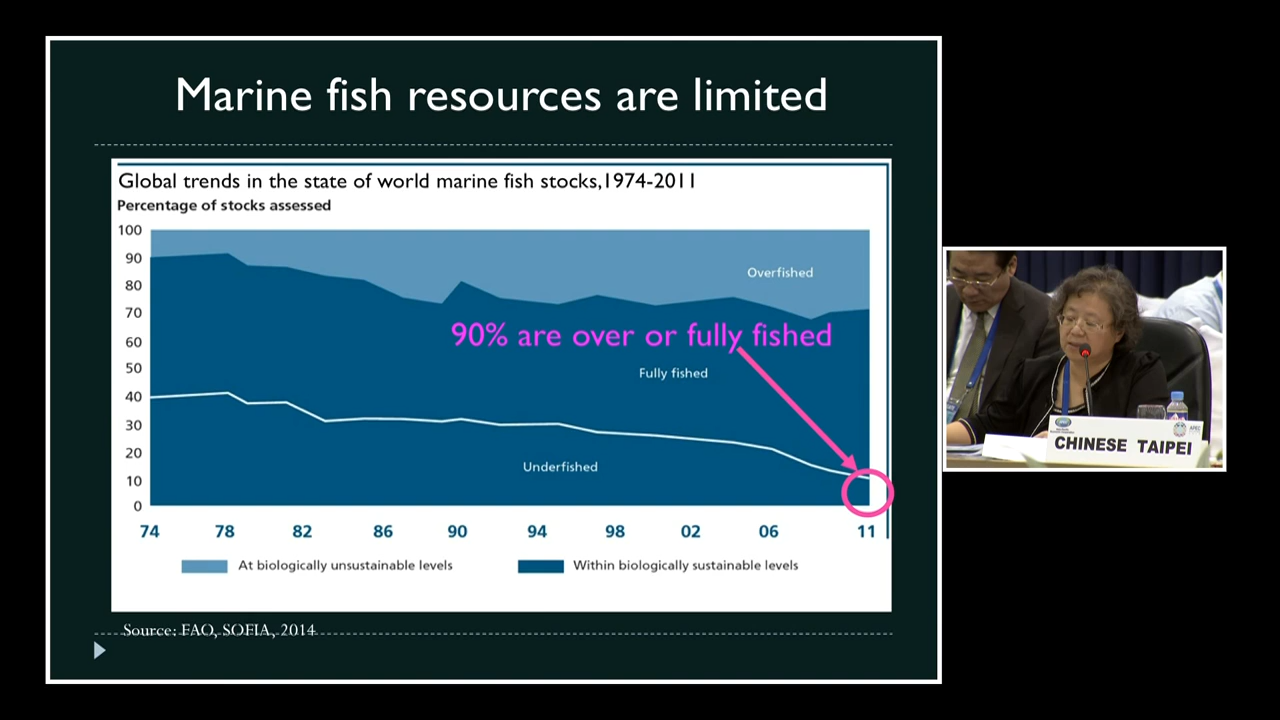 Marine fish resources are limited
Global trends in the state of world marine fish stocks,1974-2011
Percentage of stocks assessed
100
90
80
70
60
50
40
30
20
10
0
Overfished
90% are over or fully fished
Fully fished
Underfished
74 78 82 86 90 94 98 02 06 11
At biologically unsustainable levels
Within biologically sustainable levels
Source: FAO, SOFIA, 2014
APEC
CHINESE TAIPEI